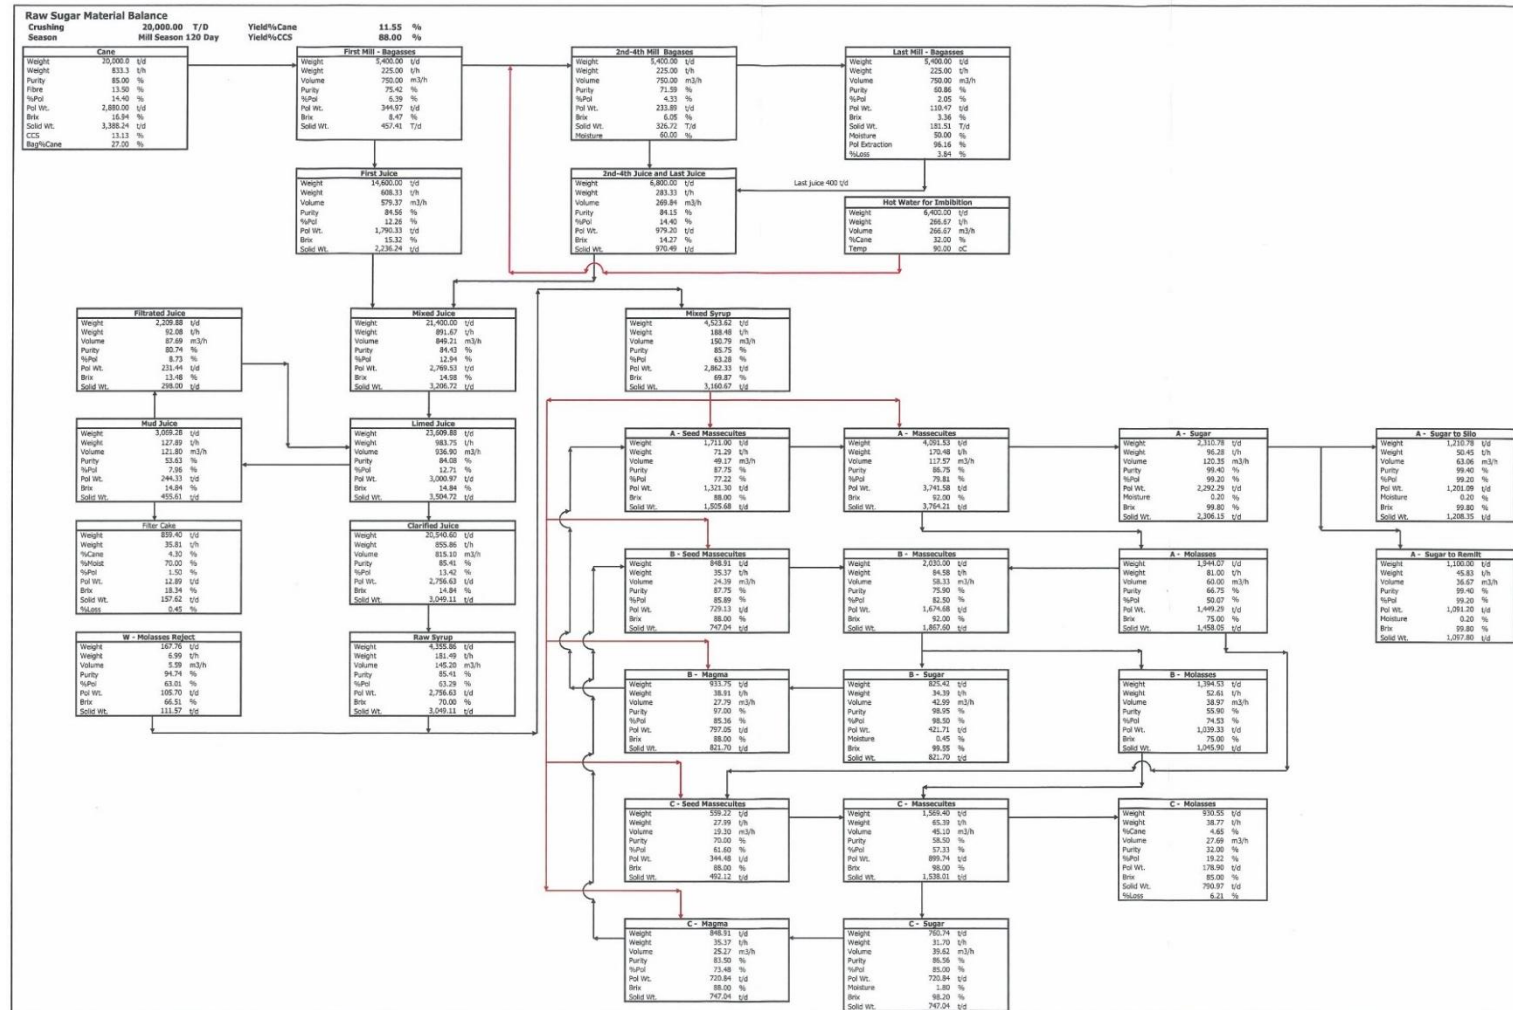 Raw Sugar Material Balance
Crushing 20,000.00 T/D Yield%Cane 11.55 %
Season Mill Season 120 Day Yield%CCS 88.00 %
Cane
Weight 20,000.0 t/d
Weight 833.3 t/h
Purity 85.00 %
Fibre 13.50 %
%Pol 14.40 %
Pol Wt. 2,880.00 t/d
Brix 16.94 %
Solid Wt. 3,388.24 t/d
CCS 13.13 %
Bag%Cane 27.00 %
First Mill - Bagasses
Weight 5,400.00 t/d
Weight 225.00 t/h
Volume 750.00 m3/h
Purity 75.42 %
%Pol 6.39 %
Pol Wt. 344.97 t/d
Brix 8.47 %
Solid Wt. 457.41 T/d
2nd-4th Mill Bagases
Weight 5,400.00 t/d
Weight 225.00 t/h
Volume 750.00 m3/h
Purity 71.59 %
%Pol 4.33 %
Pol Wt. 233.89 t/d
Brix 6.05 %
Solid Wt. 326.72 T/d
Moisture 60.00 %
Last Mill - Bagasses
Weight 5,400.00 t/d
Weight 225.00 t/h
Volume 750.00 m3/h
Purity 60.86 %
%Pol 2.05 %
Pol Wt. 110.47 t/d
Brix 3.36 %
Solid Wt. 181.51 T/d
Moisture 50.00 %
Pol Extraction 96.16 %
%Loss 3.84 %
First Juice
Weight 14,600.00 t/d
Weight 608.33 t/h
Volume 579.37 m3/h
Purity 84.56 %
%Pol 12.26 %
Pol Wt. 1,790.33 t/d
Brix 15.32 %
Solid Wt. 2,236.24 t/d
2nd-4th Juice and Last Juice
Weight 6,800.00 t/d
Weight 283.33 t/h
Volume 269.84 m3/h
Purity 84.15 %
%Pol 14.40 %
Pol Wt. 979.20 t/d
Brix 14.27 %
Solid Wt. 970.49 t/d
Last juice 400 t/d
Hot Water for Imbibition
Weight 6,400.00 t/d
Weight 266.67 t/h
Volume 266.67 m3/h
%Cane 32.00 %
Temp 90.00 oC
Filtrated Juice
Weight 2,209.88 t/d
Weight 92.08 t/h
Volume 87.69 m3/h
Purity 80.74 %
%Pol 8.73 %
Pol Wt. 231.44 t/d
Brix 13.48 %
Solid Wt. 298.00 t/d
Mixed Juice
Weight 21,400.00 t/d
Weight 891.67 t/h
Volume 849.21 m3/h
Purity 84.43 %
%Pol 12.94 %
Pol Wt. 2,769.53 t/d
Brix 14.98 %
Solid Wt. 3,206.72 t/d
Mixed Syrup
Weight 4,523.62 t/d
Weight 188.48 t/h
Volume 150.79 m3/h
Purity 85.75 %
%Pol 63.28 %
Pol Wt. 2,862.33 t/d
Brix 69.87 %
Solid Wt. 3,160.67 t/d
Mud Juice
Weight 3,069.28 t/d
Weight 127.89 t/h
Volume 121.80 m3/h
Purity 53.63 %
%Pol 7.96 %
Pol Wt. 244.33 t/d
Brix 14.84 %
Solid Wt. 455.61 t/d
Limed Juice
Weight 23,609.88 t/d
Weight 983.75 t/h
Volume 936.90 m3/h
Purity 84.08 %
%Pol 12.71 %
Pol Wt. 3,000.97 t/d
Brix 14.84 %
Solid Wt. 3,504.72 t/d
A - Seed Massecuites
Weight 1,711.00 t/d
Weight 71.29 t/h
Volume 49.17 m3/h
Purity 87.75 %
%Pol 77.22 %
Pol Wt. 1,321.30 t/d
Brix 88.00 %
Solid Wt. 1,505.68 t/d
A - Massecuites
Weight 4,091.53 t/d
Weight 170.48 t/h
Volume 117.57 m3/h
Purity 86.75 %
%Pol 79.81 %
Pol Wt. 3,741.58 t/d
Brix 92.00 %
Solid Wt. 3,764.21 t/d
A - Sugar
Weight 2,310.78 t/d
Weight 96.28 t/h
Volume 120.35 m3/h
Purity 99.40 %
%Pol 99.20 %
Pol Wt. 2,292.29 t/d
Moisture 0.20 %
Brix 99.80 %
Solid Wt. 2,306.15 t/d
A - Sugar to Silo
Weight 1,210.78 t/d
Weight 50.45 t/h
Volume 63.06 m3/h
Purity 99.40 %
%Pol 99.20 %
Pol Wt. 1,201.09 t/d
Moisture 0.20 %
Brix 99.80 %
Solid Wt. 1,208.35 t/d
Filter Cake
Weight 859.40 t/d
Weight 35.81 t/h
%Cane 4.30 %
%Moist 70.00 %
%Pol 1.50 %
Pol Wt. 12.89 t/d
Brix 18.34 %
Solid Wt. 157.62 t/d
%Loss 0.45 %
Clarified Juice
Weight 20,540.60 t/d
Weight 855.86 t/h
Volume 815.10 m3/h
Purity 85.41 %
%Pol 13.42 %
Pol Wt. 2,756.63 t/d
Brix 14.84 %
Solid Wt. 3,049.11 t/d
B - Seed Massecuites
Weight 848.91 t/d
Weight 35.37 t/h
Volume 24.39 m3/h
Purity 87.75 %
%Pol 85.89 %
Pol Wt. 729.13 t/d
Brix 88.00 %
Solid Wt. 747.04 t/d
B - Massecuites
Weight 2,030.00 t/d
Weight 84.58 t/h
Volume 58.33 m3/h
Purity 75.90 %
%Pol 82.50 %
Pol Wt. 1,674.68 t/d
Brix 92.00 %
Solid Wt. 1,867.60 t/d
A - Molasses
Weight 1,944.07 t/d
Weight 81.00 t/h
Volume 60.00 m3/h
Purity 66.75 %
%Pol 50.07 %
Pol Wt. 1,449.29 t/d
Brix 75.00 %
Solid Wt. 1,458.05 t/d
A - Sugar to Remilt
Weight 1,100.00 t/d
Weight 45.83 t/h
Volume 36.67 m3/h
Purity 99.40 %
%Pol 99.20 %
Pol Wt. 1,091.20 t/d
Moisture 0.20 %
Brix 99.80 %
Solid Wt. 1,097.80 t/d
W - Molasses Reject
Weight 167.76 t/d
Weight 6.99 t/h
Volume 5.59 m3/h
Purity 94.74 %
%Pol 63.01 %
Pol Wt. 105.70 t/d
Brix 66.51 %
Solid Wt. 111.57 t/d
Raw Syrup
Weight 4,355.86 t/d
Weight 181.49 t/h
Volume 145.20 m3/h
Purity 85.41 %
%Pol 63.29 %
Pol Wt. 2,756.63 t/d
Brix 70.00 %
Solid Wt. 3,049.11 t/d
B - Magma
Weight 933.75 t/d
Weight 38.91 t/h
Volume 27.79 m3/h
Purity 97.00 %
%Pol 85.36 %
Pol Wt. 757.05 t/d
Brix 88.00 %
Solid Wt. 821.70 t/d
B - Sugar
Weight 825.42 t/d
Weight 34.39 t/h
Volume 42.99 m3/h
Purity 98.95 %
%Pol 98.50 %
Pol Wt. 421.71 t/d
Moisture 0.45 %
Brix 99.55 %
Solid Wt. 821.70 t/d
B - Molasses
Weight 1,394.53 t/d
Weight 52.61 t/h
Volume 38.97 m3/h
Purity 55.90 %
%Pol 74.53 %
Pol Wt. 1,039.33 t/d
Brix 75.00 %
Solid Wt. 1,045.90 t/d
C - Seed Massecuites
Weight 559.22 t/d
Weight 27.99 t/h
Volume 19.30 m3/h
Purity 70.00 %
%Pol 61.60 %
Pol Wt. 344.48 t/d
Brix 88.00 %
Solid Wt. 492.12 t/d
C - Massecuites
Weight 1,569.40 t/d
Weight 65.39 t/h
Volume 45.10 m3/h
Purity 58.50 %
%Pol 57.33 %
Pol Wt. 899.74 t/d
Brix 98.00 %
Solid Wt. 1,538.01 t/d
C - Molasses
Weight 930.55 t/d
Weight 38.77 t/h
%Cane 4.65 %
Volume 27.69 m3/h
Purity 32.00 %
%Pol 19.22 %
Pol Wt. 178.90 t/d
Brix 85.00 %
Solid Wt. 790.97 t/d
%Loss 6.21 %
C - Magma
Weight 848.91 t/d
Weight 35.37 t/h
Volume 25.27 m3/h
Purity 83.50 %
%Pol 73.48 %
Pol Wt. 720.84 t/d
Brix 88.00 %
Solid Wt. 747.04 t/d
C - Sugar
Weight 760.74 t/d
Weight 31.70 t/h
Volume 39.62 m3/h
Purity 86.56 %
%Pol 85.00 %
Pol Wt. 720.84 t/d
Moisture 1.80 %
Brix 98.20 %
Solid Wt. 747.04 t/d